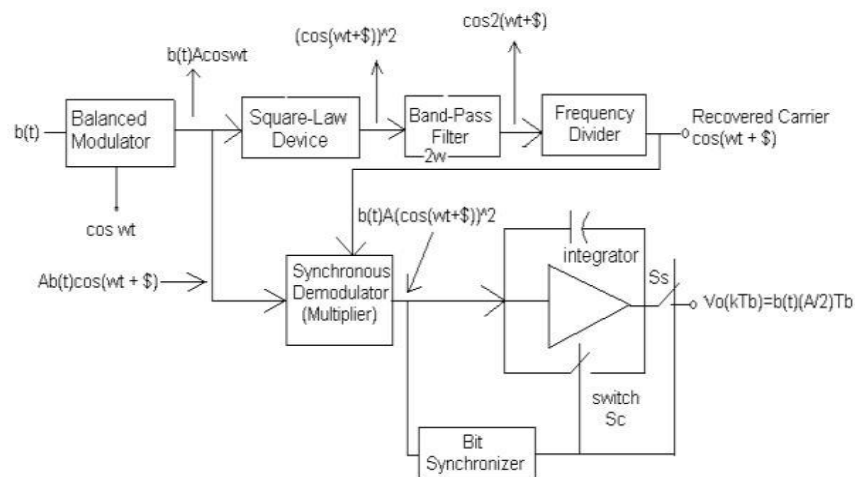 b(t)Acoswt
(cos(wt+$))^2
cos2(wt+$)
b(t)
Balanced
Modulator
Square-Law
Device
Band-Pass
Filter
2w
Frequency
Divider
Recovered Carrier
cos(wt + $)
cos wt
b(t)A(cos(wt+$))^2
Ab(t)cos(wt + $)
Synchronous
Demodulator
(Multiplier)
integrator
Ss
Vo(kTb)=b(t)(A/2)Tb
switch
Sc
Bit
Synchronizer